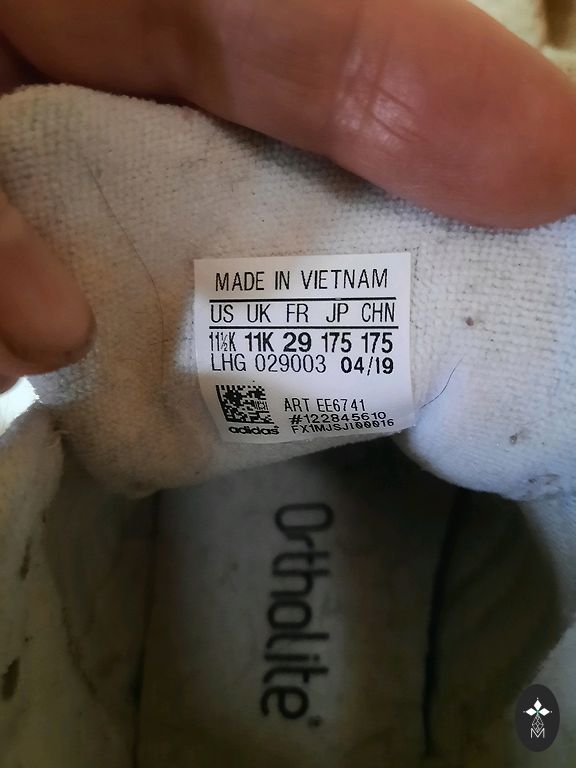 MADE IN VIETNAM
US UK FR JP CHN
11½K 11K 29 175 175
LHG 029003 04/19
ART EE6741
#122845610
FX1MJSJ100016
adidas
Ortholite®
M